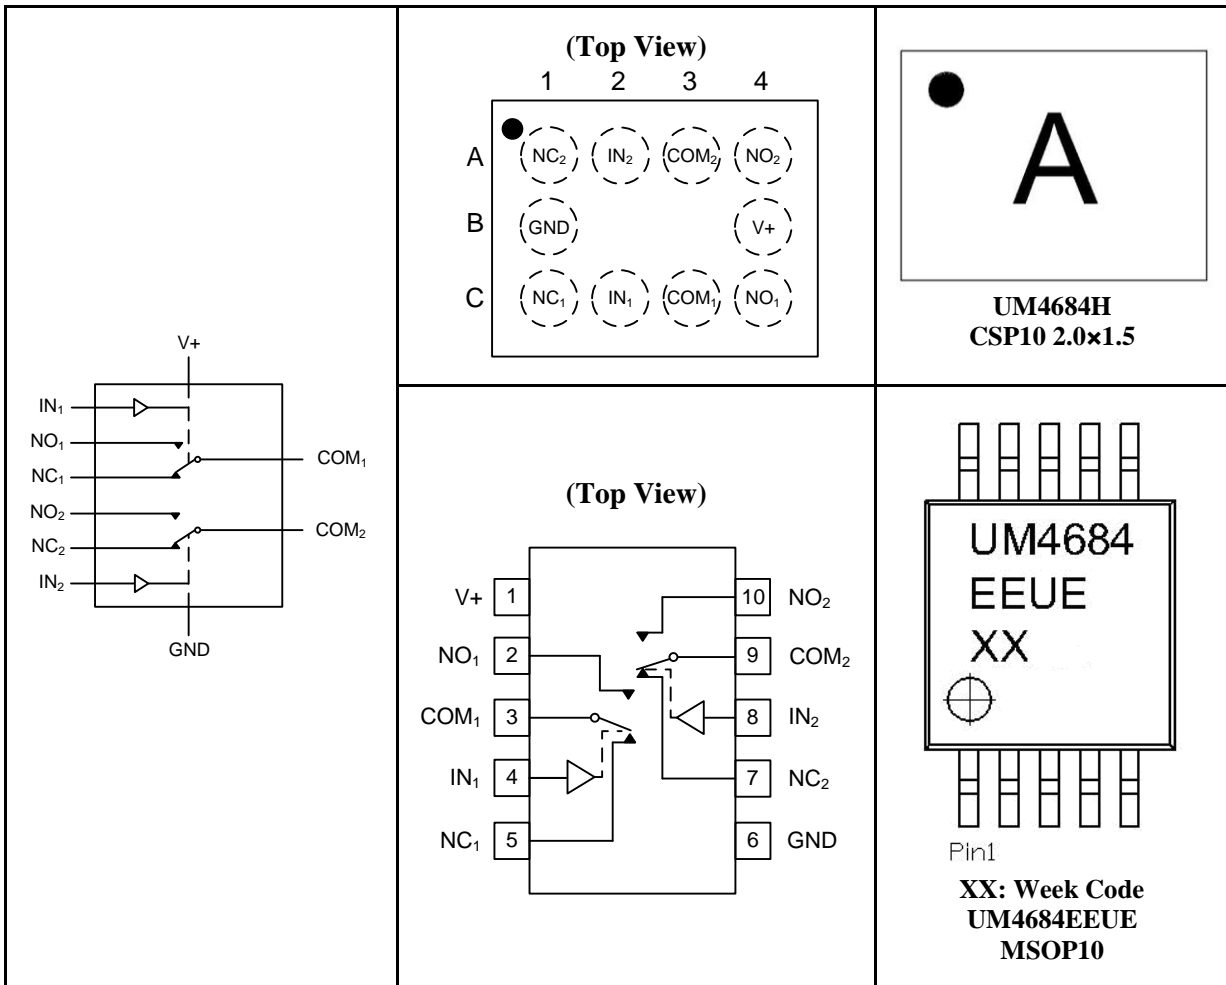 V+
IN₁
NO₁
NC₁
NO₂
NC₂
IN₂
COM₁
COM₂
GND
(Top View)
1 2 3 4
A NC₂ IN₂ COM₂ NO₂
B GND V+
C NC₁ IN₁ COM₁ NO₁
A
UM4684H
CSP10 2.0×1.5
(Top View)
V+ 1 10 NO₂
NO₁ 2 9 COM₂
COM₁ 3 8 IN₂
IN₁ 4 7 NC₂
NC₁ 5 6 GND
UM4684
EEUE
XX
Pin1
XX: Week Code
UM4684EEUE
MSOP10